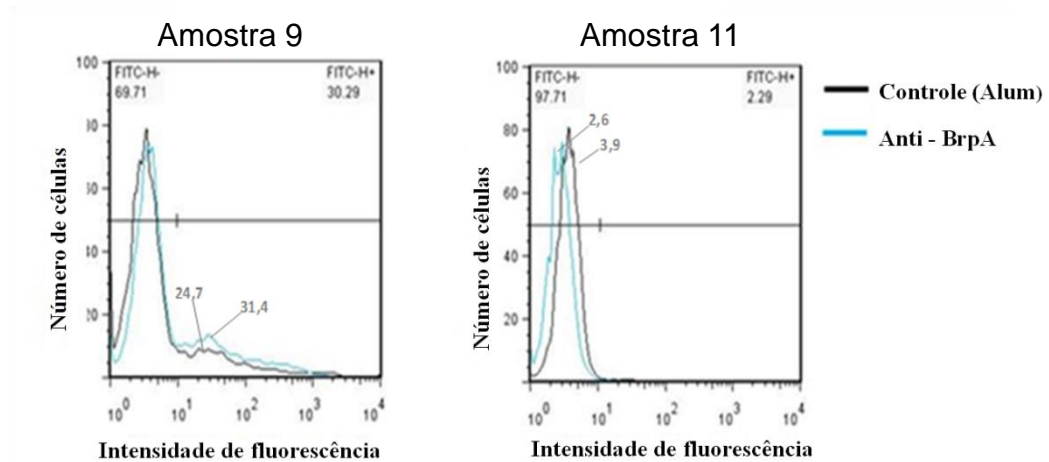 Amostra 9
100
FITC-H-
69.71
FITC-H+
30.29
24,7
31,4
20
10⁰ 10¹ 10² 10³ 10⁴
Número de células
Intensidade de fluorescência
Amostra 11
100
80
60
40
20
FITC-H-
97.71
FITC-H+
2.29
2,6
3,9
10⁰ 10¹ 10² 10³ 10⁴
Número de células
Intensidade de fluorescência
Controle (Alum)
Anti - BrpA